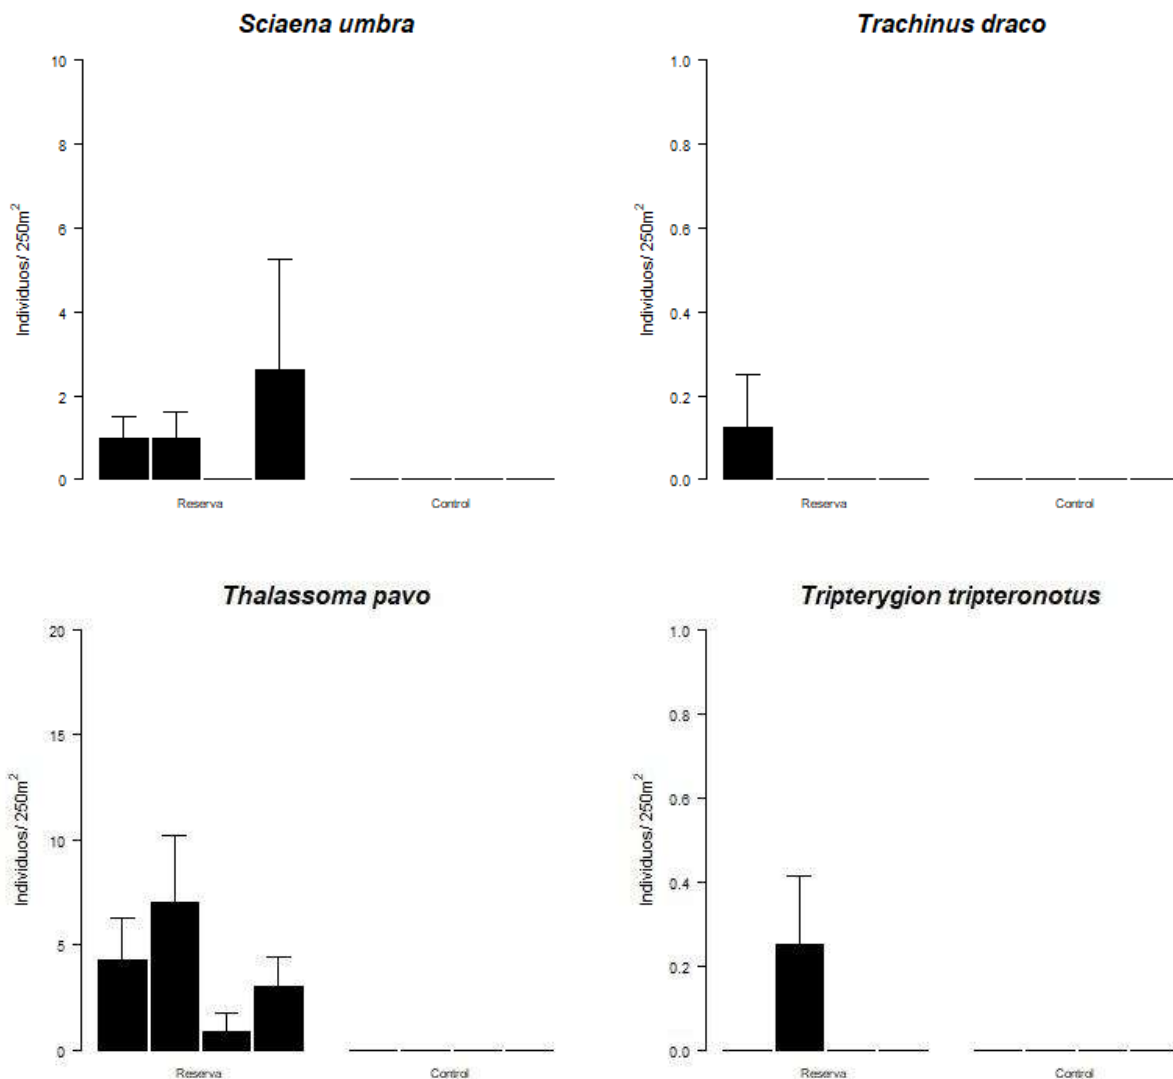 Sciaena umbra
10
8
6
4
2
0
Individuos/ 250m²
Reserva
Control
Trachinus draco
1.0
0.8
0.6
0.4
0.2
0.0
Individuos/ 250m²
Reserva
Control
Thalassoma pavo
20
15
10
5
0
Individuos/ 250m²
Reserva
Control
Tripterygion tripteronotus
1.0
0.8
0.6
0.4
0.2
0.0
Individuos/ 250m²
Reserva
Control